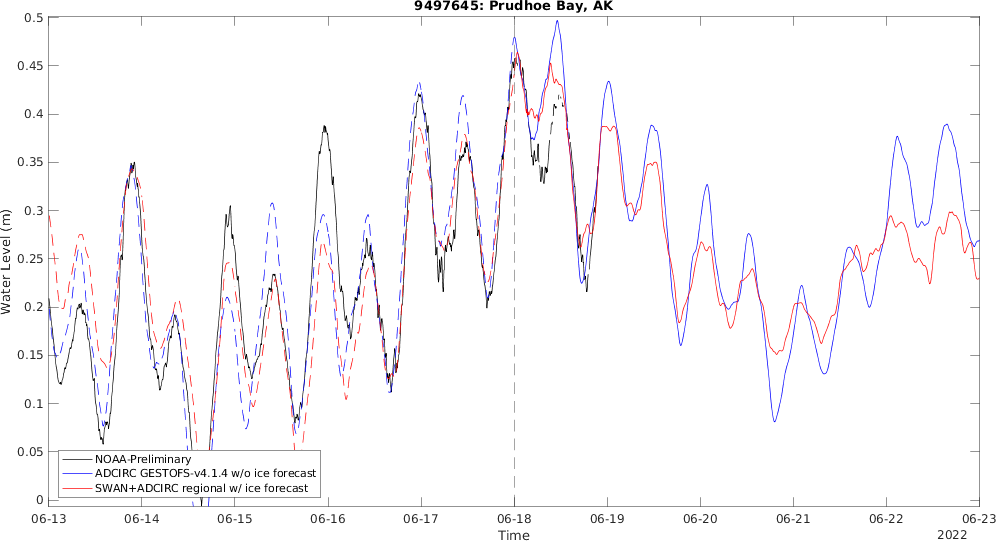 9497645: Prudhoe Bay, AK
Water Level (m)
0.5
0.45
0.4
0.35
0.3
0.25
0.2
0.15
0.1
0.05
0
NOAA-Preliminary
ADCIRC GESTOFS-v4.1.4 w/o ice forecast
SWAN+ADCIRC regional w/ ice forecast
06-13 06-14 06-15 06-16 06-17 06-18 06-19 06-20 06-21 06-22 06-23
Time
2022